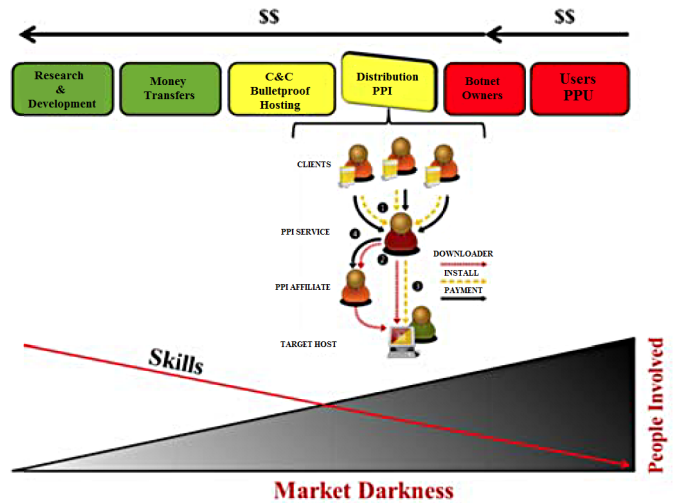 $$ $$
Research
&
Development
Money
Transfers
C&C
Bulletproof
Hosting
Distribution
PPI
Botnet
Owners
Users
PPU
CLIENTS
1
PPI SERVICE
4
2
DOWNLOADER
INSTALL
PAYMENT
3
PPI AFFILIATE
TARGET HOST
Skills
People Involved
Market Darkness